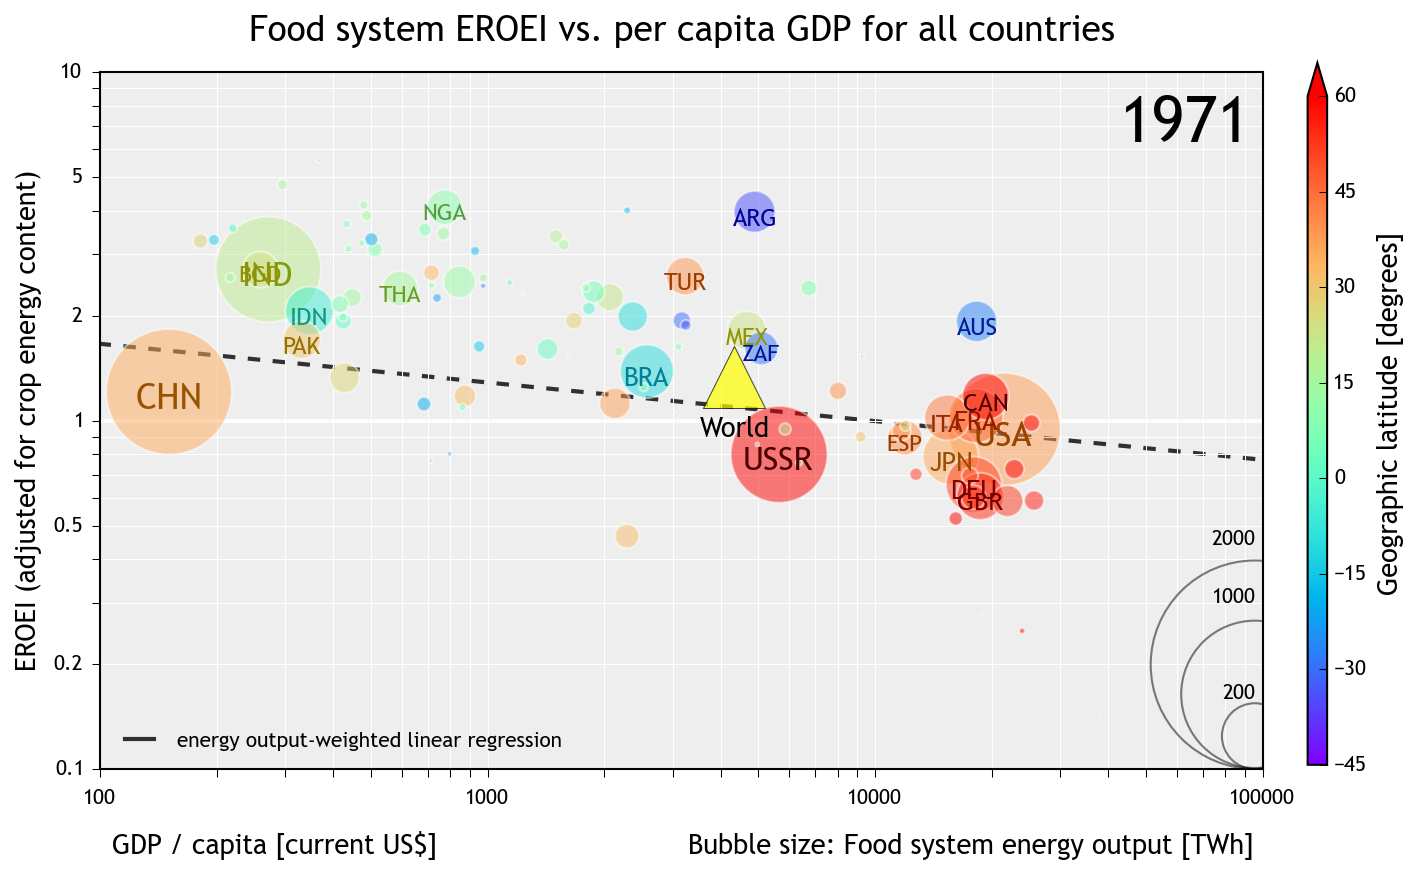 Food system EROEI vs. per capita GDP for all countries
1971
EROEI (adjusted for crop energy content)
10
5
2
1
0.5
0.2
0.1
100
1000
10000
100000
GDP / capita [current US$]
Bubble size: Food system energy output [TWh]
energy output-weighted linear regression
NGA
ARG
BGD
IND
THA
TUR
IDN
PAK
MEX
ZAF
AUS
BRA
CHN
World
USSR
CAN
ITA
FRA
USA
ESP
JPN
DEU
GBR
2000
1000
200
60
45
30
15
0
−15
−30
−45
Geographic latitude [degrees]